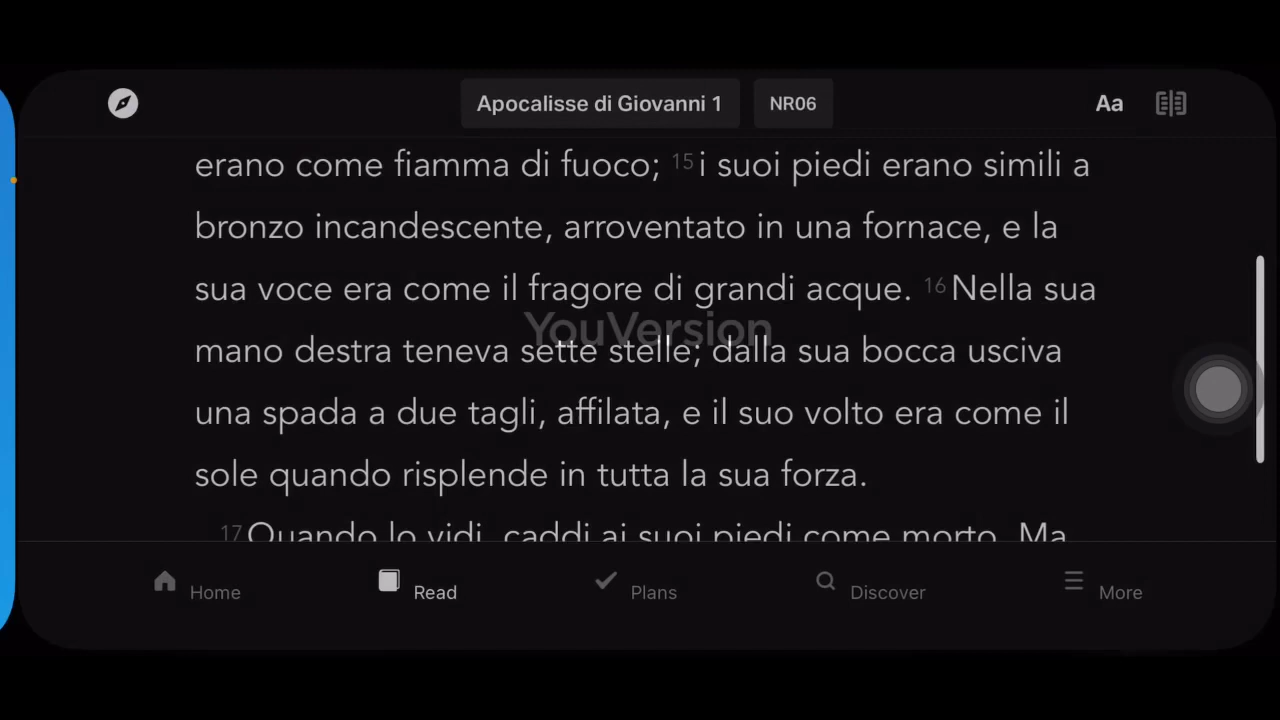 Apocalisse di Giovanni 1 NR06 Aa
erano come fiamma di fuoco; 15 i suoi piedi erano simili a
bronzo incandescente, arroventato in una fornace, e la
sua voce era come il fragore di grandi acque. 16 Nella sua
YouVersion
mano destra teneva sette stelle; dalla sua bocca usciva
una spada a due tagli, affilata, e il suo volto era come il
sole quando risplende in tutta la sua forza.
17 Quando lo vidi, caddi ai suoi piedi come morto. Ma
Home Read Plans Discover More